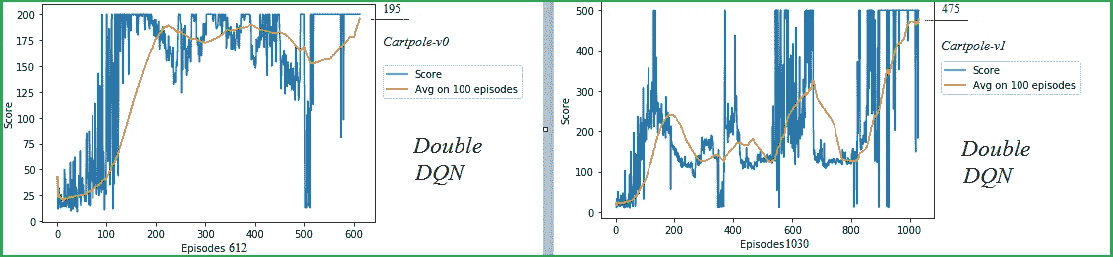 195
200
175
150
125
100
75
50
25
0
Score
0 100 200 300 400 500 600
Episodes 612
Cartpole-v0
Score
Avg on 100 episodes
Double
DQN
475
500
400
300
200
100
0
Score
0 200 400 600 800 1000
Episodes1030
Cartpole-v1
Score
Avg on 100 episodes
Double
DQN